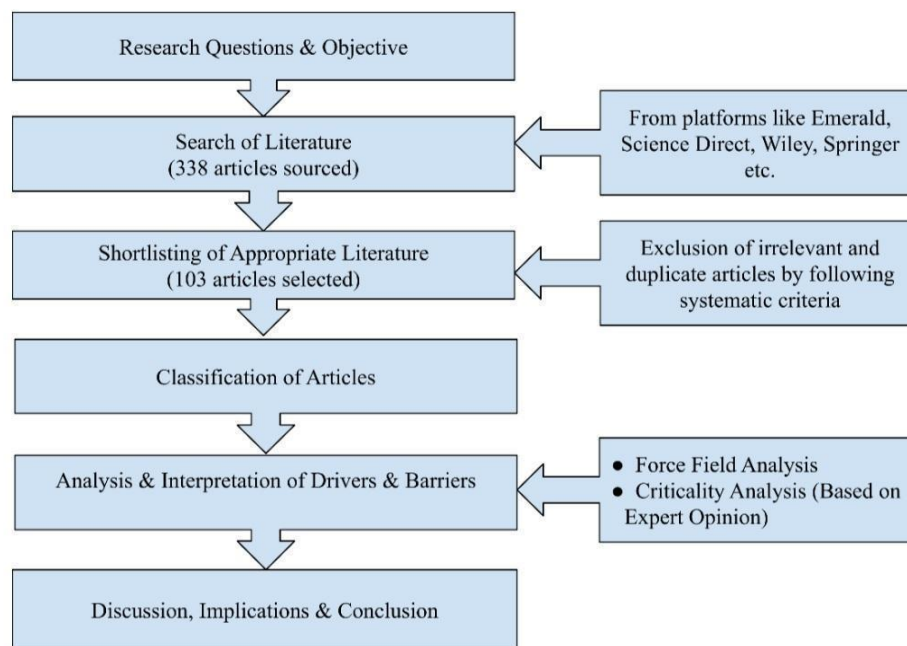 Research Questions & Objective
Search of Literature
(338 articles sourced)
From platforms like Emerald,
Science Direct, Wiley, Springer
etc.
Shortlisting of Appropriate Literature
(103 articles selected)
Exclusion of irrelevant and
duplicate articles by following
systematic criteria
Classification of Articles
Analysis & Interpretation of Drivers & Barriers
● Force Field Analysis
● Criticality Analysis (Based on
Expert Opinion)
Discussion, Implications & Conclusion